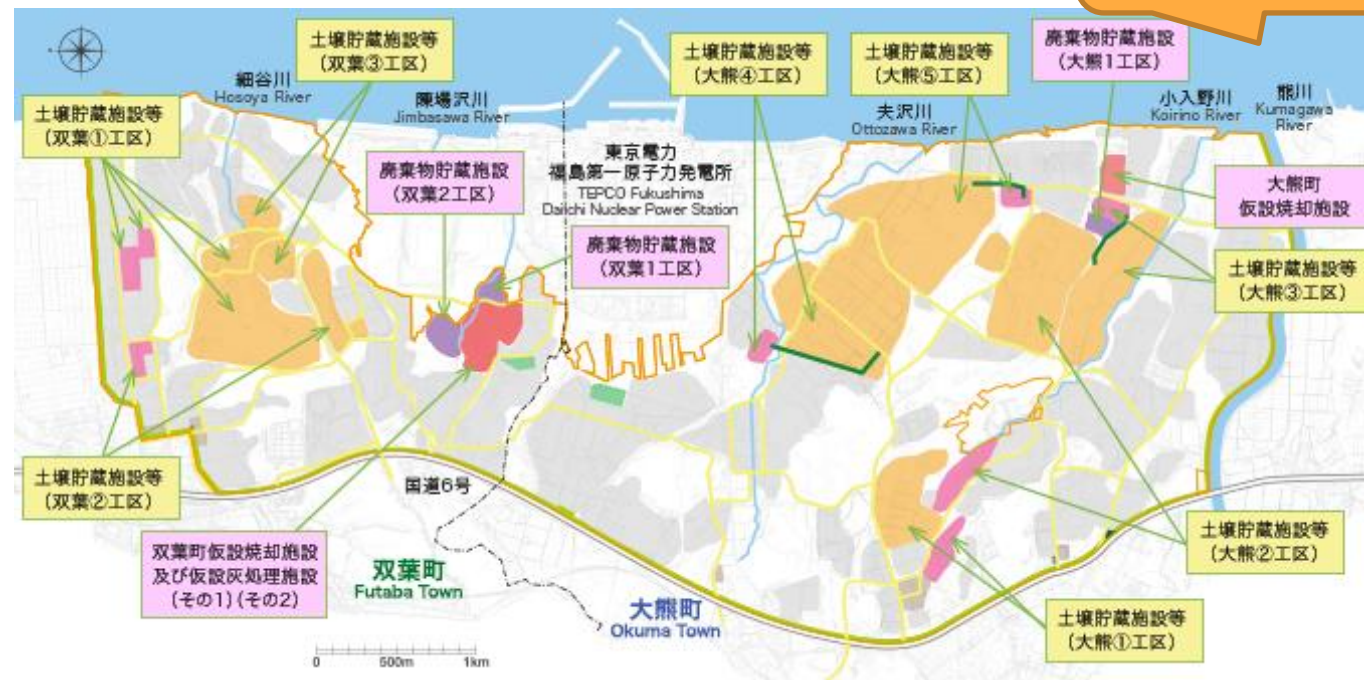 土壌貯蔵施設等
(双葉③工区)
細谷川
Hosoya River
土壌貯蔵施設等
(双葉①工区)
陳場沢川
Jimbasawa River
廃棄物貯蔵施設
(双葉2工区)
東京電力
福島第一原子力発電所
TEPCO Fukushima
Daiichi Nuclear Power Station
廃棄物貯蔵施設
(双葉1工区)
土壌貯蔵施設等
(大熊④工区)
土壌貯蔵施設等
(大熊⑤工区)
夫沢川
Ottozawa River
廃棄物貯蔵施設
(大熊1工区)
小入野川
Koirino River
熊川
Kumagawa
River
大熊町
仮設焼却施設
土壌貯蔵施設等
(大熊③工区)
土壌貯蔵施設等
(双葉②工区)
国道6号
双葉町仮設焼却施設
及び仮設灰処理施設
(その1)(その2)
双葉町
Futaba Town
大熊町
Okuma Town
土壌貯蔵施設等
(大熊②工区)
土壌貯蔵施設等
(大熊①工区)
0 500m 1km